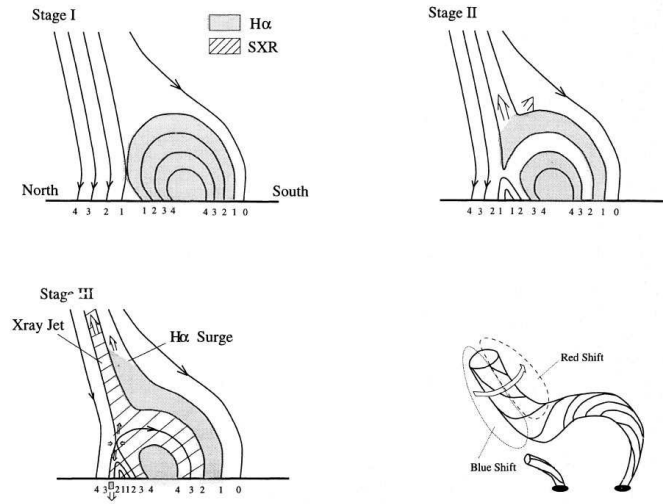 Stage I
Hα
SXR
North South
4 3 2 1 1 2 3 4 4 3 2 1 0
Stage II
4 3 2 1 1 2 3 4 4 3 2 1 0
Stage III
Xray Jet
Hα Surge
4 3 2 1 1 2 3 4 4 3 2 1 0
Red Shift
Blue Shift